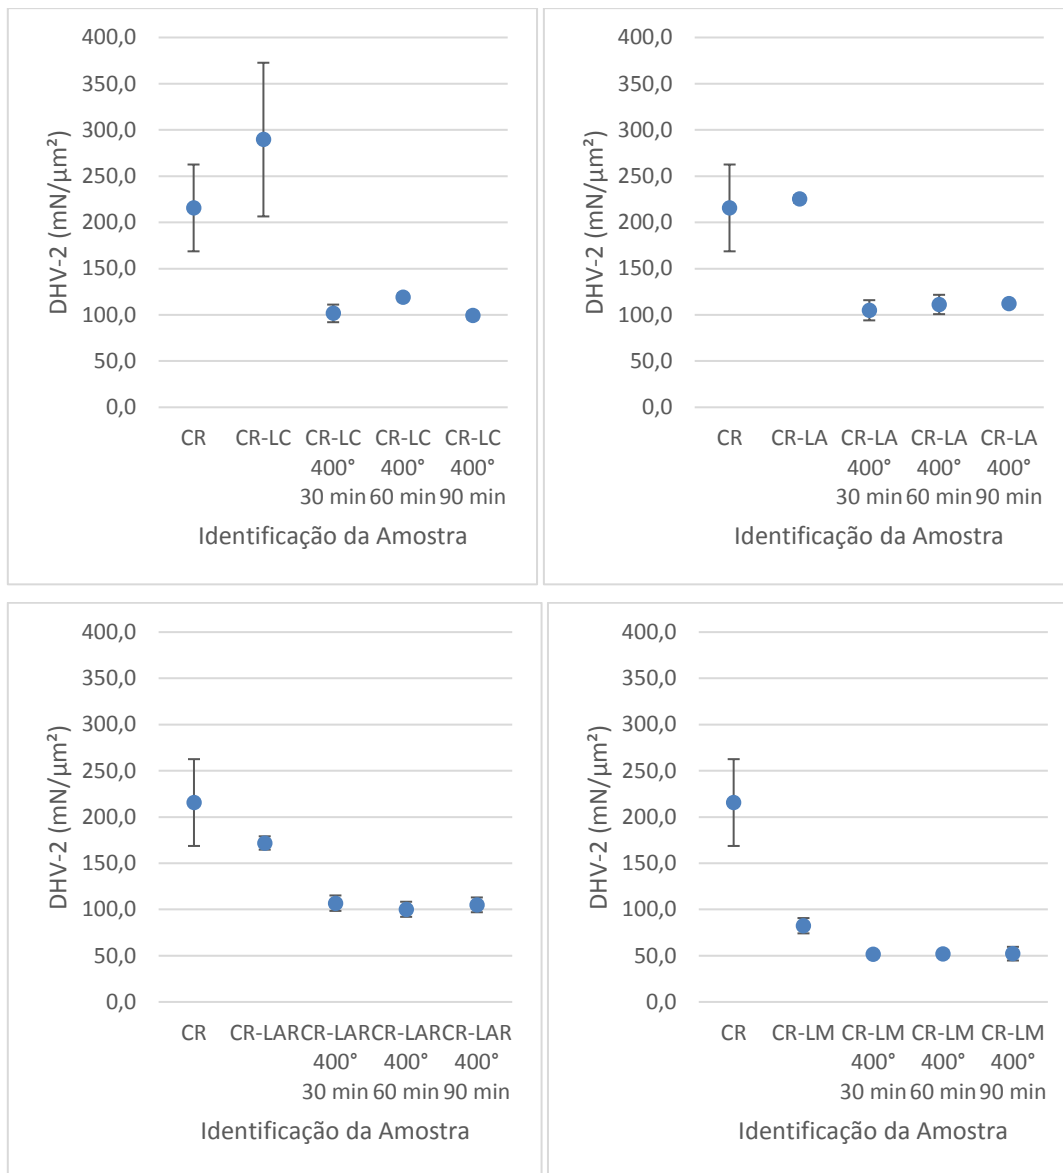 400,0
350,0
300,0
250,0
200,0
150,0
100,0
50,0
0,0
DHV-2 (mN/μm²)
CR CR-LC CR-LC CR-LC CR-LC
400° 400° 400°
30 min 60 min 90 min
Identificação da Amostra
400,0
350,0
300,0
250,0
200,0
150,0
100,0
50,0
0,0
DHV-2 (mN/μm²)
CR CR-LA CR-LA CR-LA CR-LA
400° 400° 400°
30 min 60 min 90 min
Identificação da Amostra
400,0
350,0
300,0
250,0
200,0
150,0
100,0
50,0
0,0
DHV-2 (mN/μm²)
CR CR-LAR CR-LAR CR-LAR CR-LAR
400° 400° 400°
30 min 60 min 90 min
Identificação da Amostra
400,0
350,0
300,0
250,0
200,0
150,0
100,0
50,0
0,0
DHV-2 (mN/μm²)
CR CR-LM CR-LM CR-LM CR-LM
400° 400° 400°
30 min 60 min 90 min
Identificação da Amostra